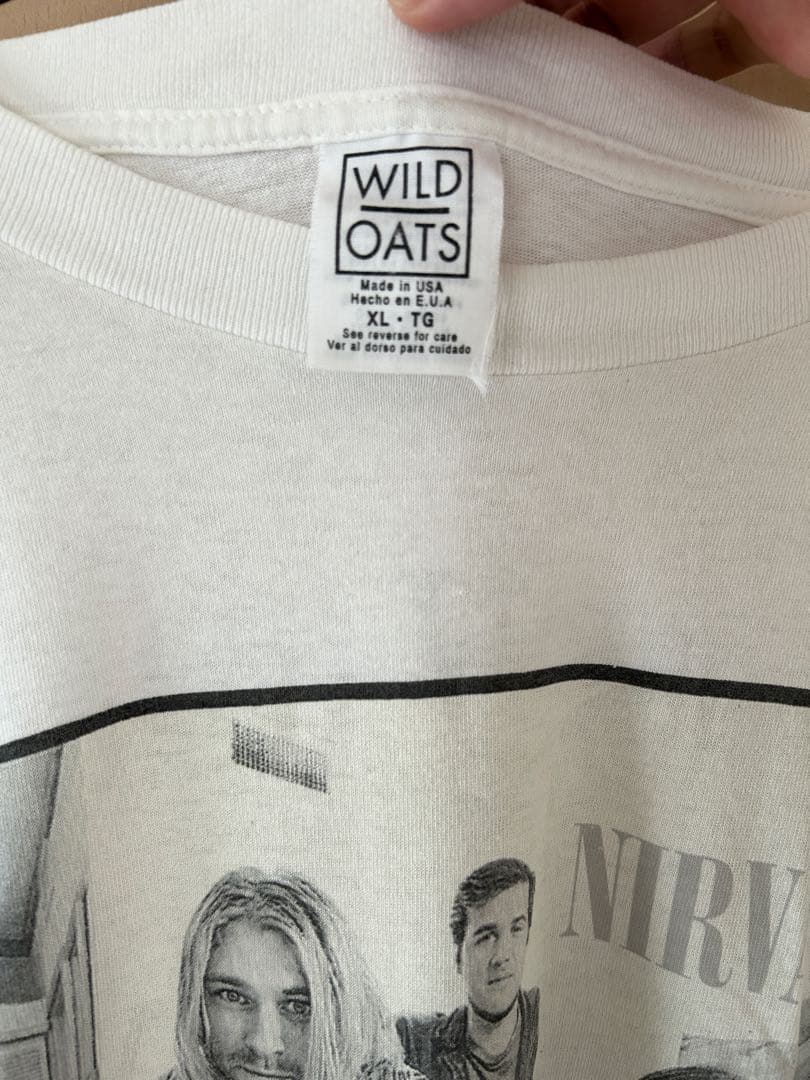 WILD
OATS
Made in USA
Hecho en E.U.A
XL • TG
See reverse for care
Ver al dorso para cuidado
NIRVA